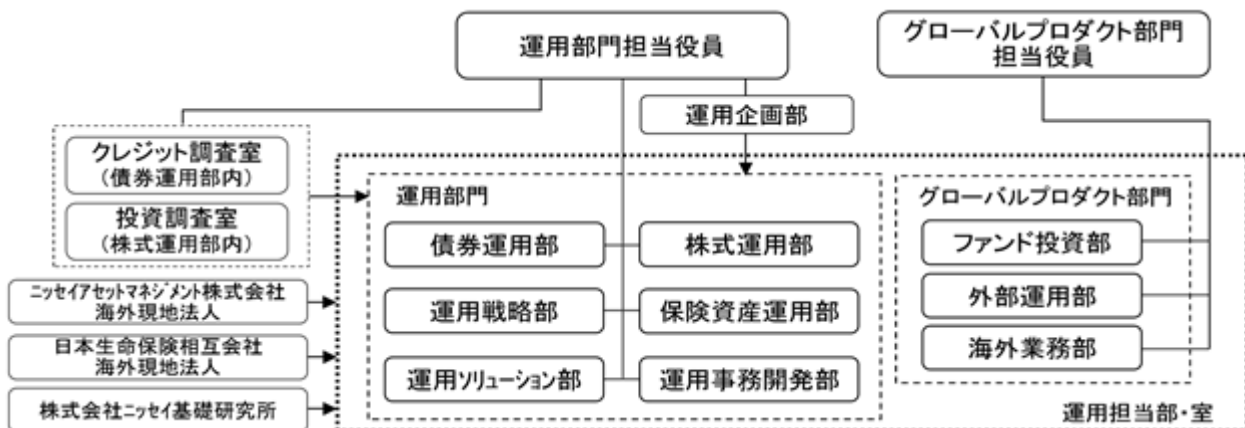 運用部門担当役員
グローバルプロダクト部門
担当役員
運用企画部
クレジット調査室
（債券運用部内）
投資調査室
（株式運用部内）
運用部門
債券運用部
株式運用部
運用戦略部
保険資産運用部
運用ソリューション部
運用事務開発部
グローバルプロダクト部門
ファンド投資部
外部運用部
海外業務部
ニッセイアセットマネジメント株式会社
海外現地法人
日本生命保険相互会社
海外現地法人
株式会社ニッセイ基礎研究所
運用担当部・室